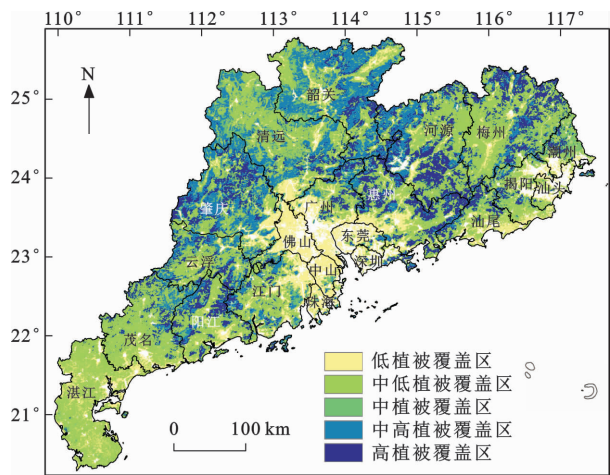 110° 111° 112° 113° 114° 115° 116° 117°
N
25°
24°
23°
22°
21°
韶关
清远
河源
梅州
潮州
揭阳
汕头
汕尾
肇庆
广州
惠州
佛山
东莞
深圳
云浮
中山
江门
珠海
阳江
茂名
湛江
低植被覆盖区
中低植被覆盖区
中植被覆盖区
中高植被覆盖区
高植被覆盖区
0 100 km